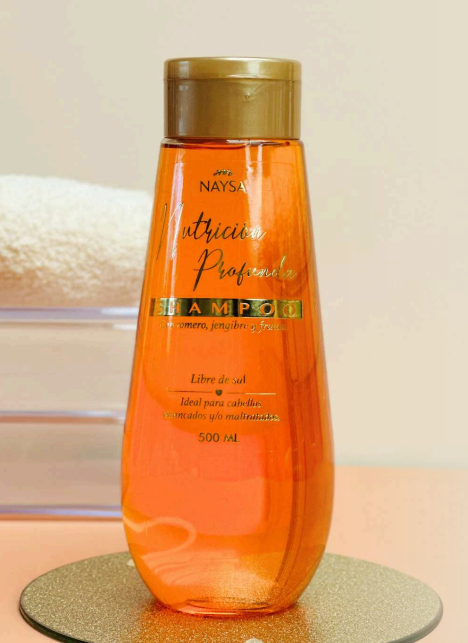 NAYSA
Nutrición
Profunda
SHAMPOO
romero, jengibre y
Libre de sal
Ideal para cabellos
y/o maltratados
500 ML